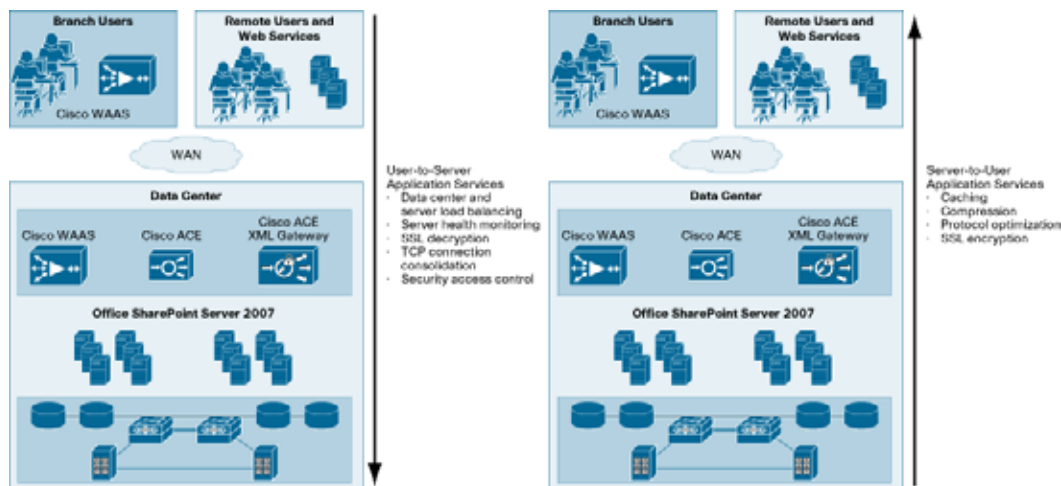 Branch Users
Remote Users and
Web Services
Cisco WAAS
WAN
Data Center
Cisco WAAS
Cisco ACE
Cisco ACE
XML Gateway
Office SharePoint Server 2007
User-to-Server
Application Services
· Data center and
server load balancing
· Server health monitoring
· SSL decryption
· TCP connection
consolidation
· Security access control
Branch Users
Remote Users and
Web Services
Cisco WAAS
WAN
Data Center
Cisco WAAS
Cisco ACE
Cisco ACE
XML Gateway
Office SharePoint Server 2007
Server-to-User
Application Services
· Caching
· Compression
· Protocol optimization
· SSL encryption